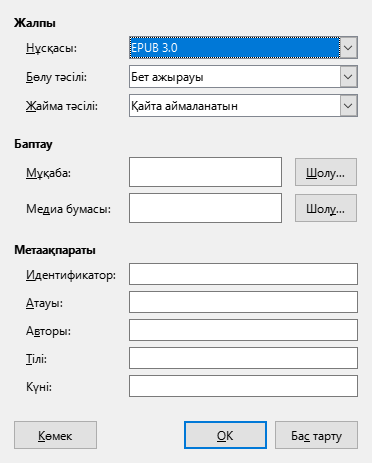 Жалпы
Нұсқасы: EPUB 3.0
Бөлу тәсілі: Бет ажырауы
Жайма тәсілі: Қайта аймаланатын
Баптау
Мұқаба: Шолу...
Медиа бумасы: Шолу...
Метаақпараты
Идентификатор:
Атауы:
Авторы:
Тілі:
Күні:
Көмек OK Бас тарту